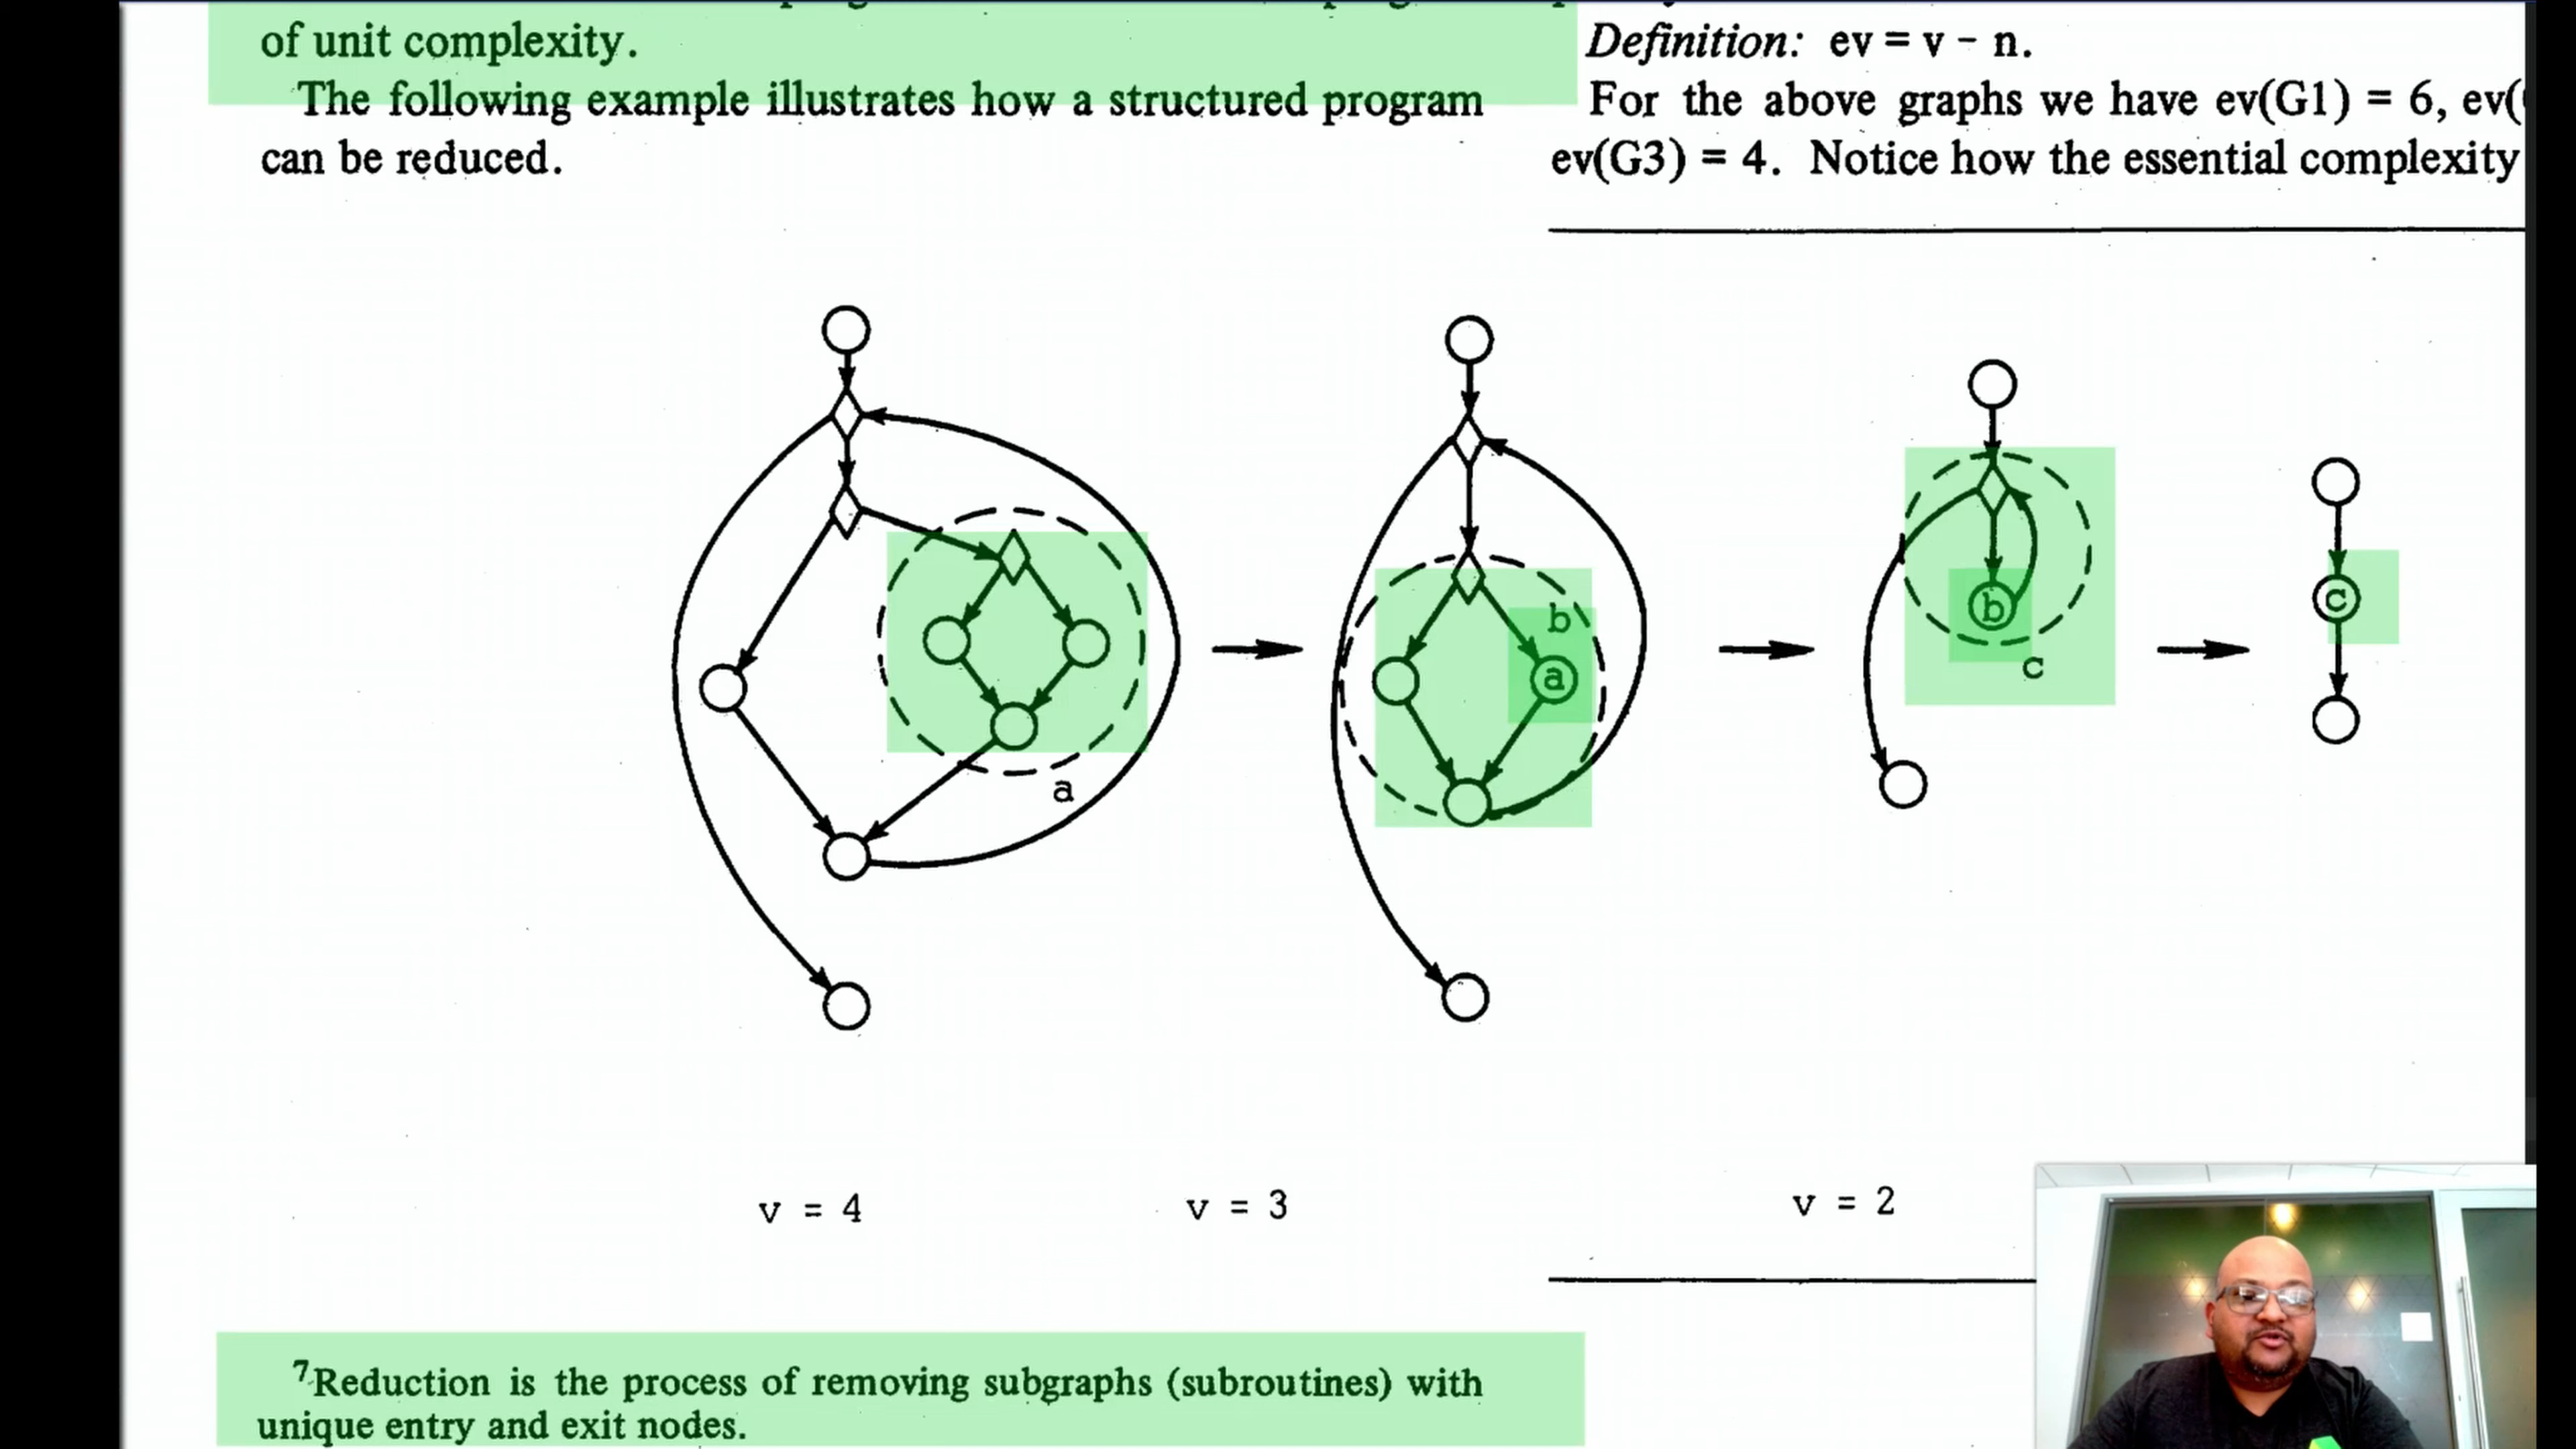 of unit complexity.
The following example illustrates how a structured program
can be reduced.
Definition: ev = v - n.
For the above graphs we have ev(G1) = 6, ev(
ev(G3) = 4. Notice how the essential complexity
a
b
a
b
c
c
v = 4
v = 3
v = 2
7Reduction is the process of removing subgraphs (subroutines) with
unique entry and exit nodes.